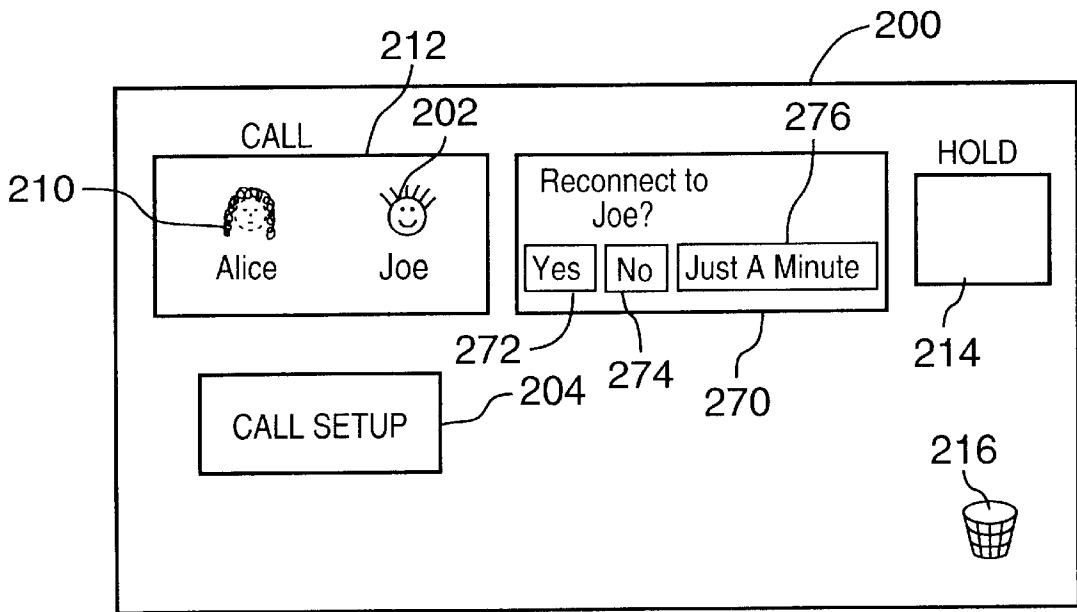 200
212
202
276
CALL
HOLD
210
Reconnect to
Joe?
Alice
Joe
Yes
No
Just A Minute
272
274
270
214
204
CALL SETUP
216